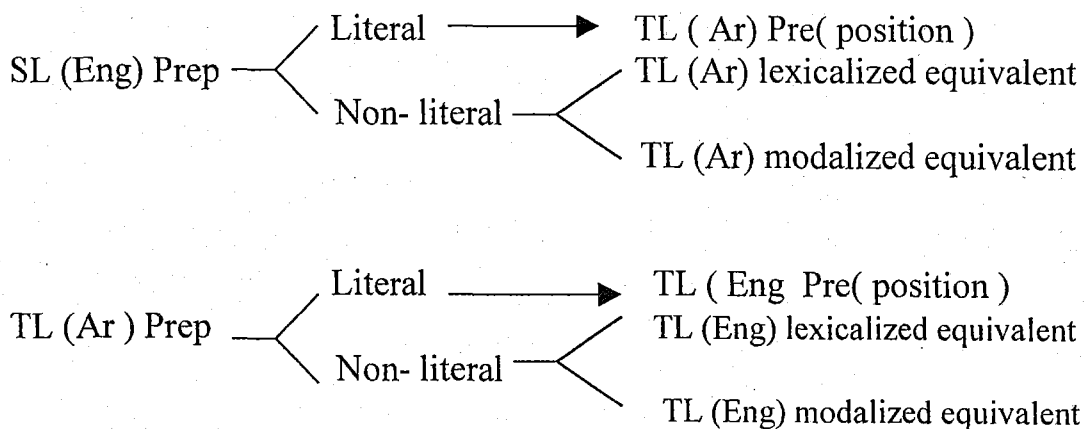 Literal TL ( Ar) Pre( position )
SL (Eng) Prep TL (Ar) lexicalized equivalent
Non- literal
TL (Ar) modalized equivalent
Literal TL ( Eng Pre( position )
TL (Ar ) Prep TL (Eng) lexicalized equivalent
Non- literal
TL (Eng) modalized equivalent